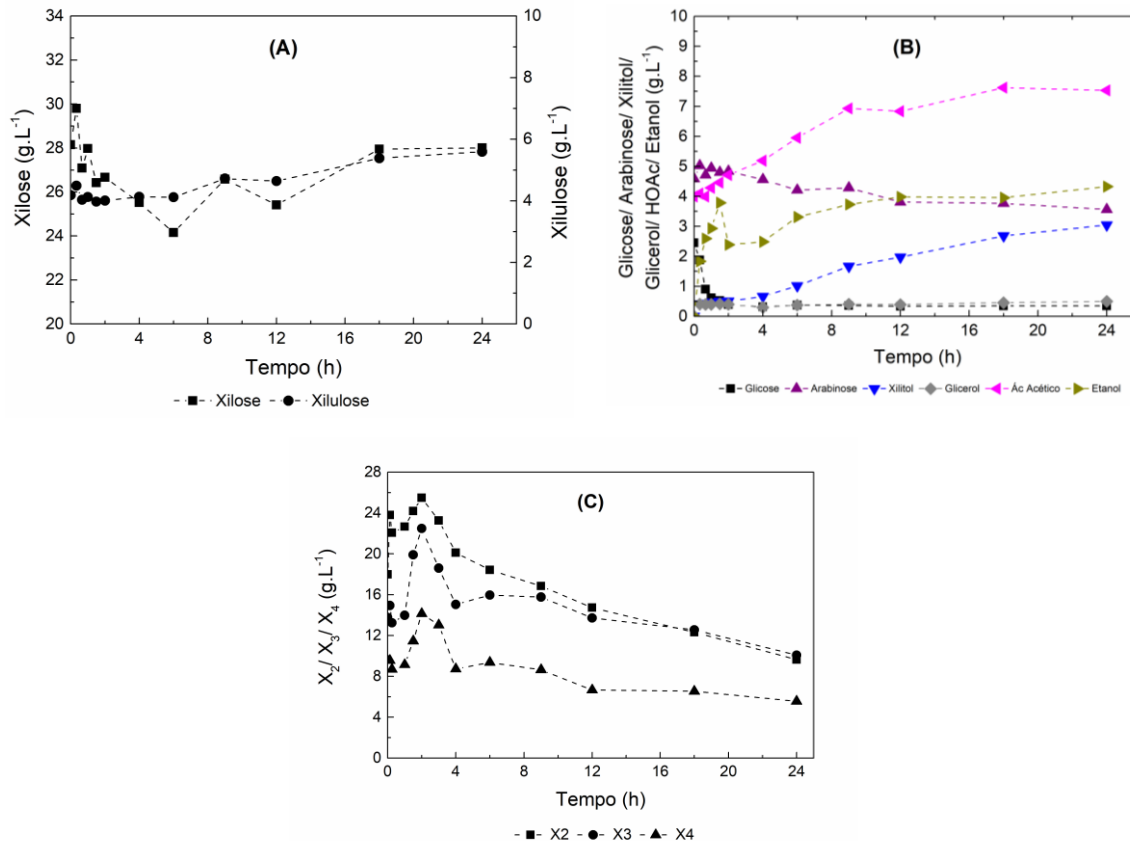 (A)
Xilose (g.L⁻¹)
34
32
30
28
26
24
22
20
10
8
6
4
2
0
Xilulose (g.L⁻¹)
0 4 8 12 16 20 24
Tempo (h)
Xilose Xilulose
(B)
Glicose/ Arabinose/ Xilitol/
Glicerol/ HOAc/ Etanol (g.L⁻¹)
10
9
8
7
6
5
4
3
2
1
0
0 4 8 12 16 20 24
Tempo (h)
Glicose Arabinose Xilitol Glicerol Ác Acético Etanol
(C)
X₂/ X₃/ X₄ (g.L⁻¹)
28
24
20
16
12
8
4
0
0 4 8 12 16 20 24
Tempo (h)
X2 X3 X4